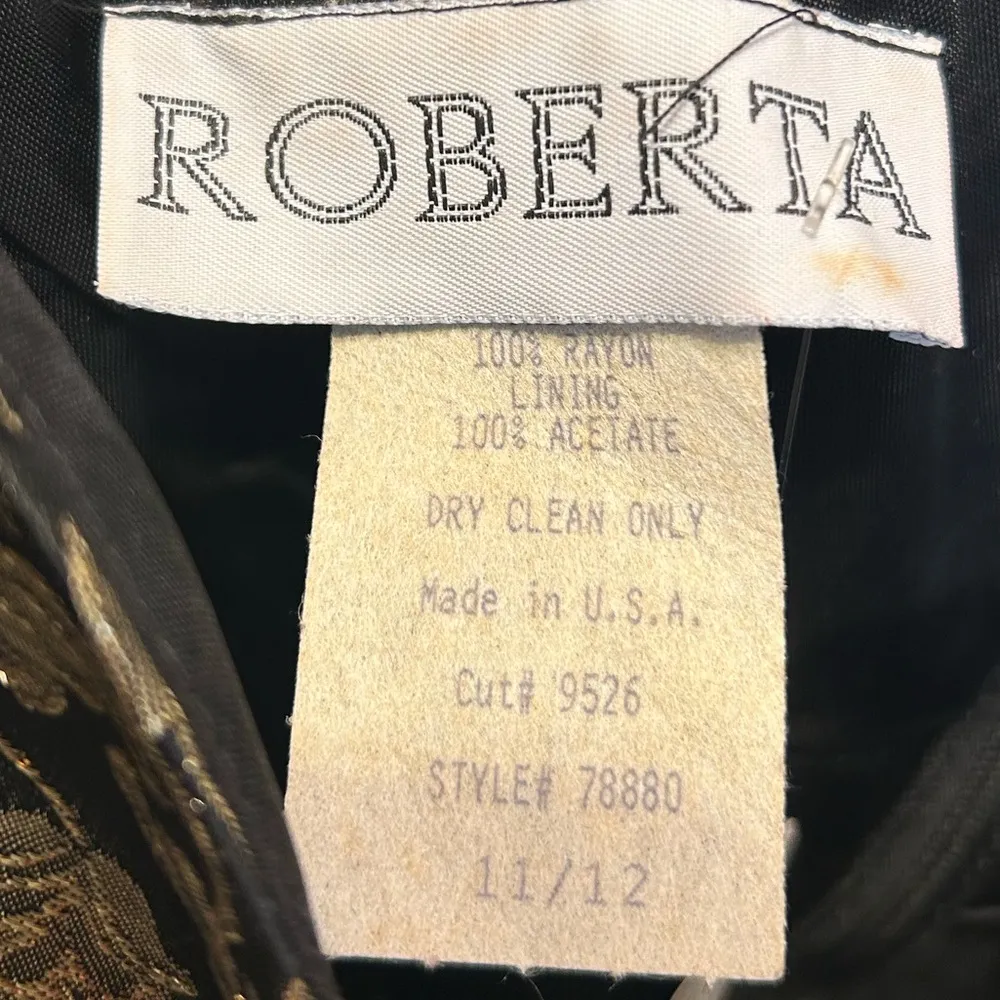 ROBERTA
100% RAYON
LINING
100% ACETATE
DRY CLEAN ONLY
Made in U.S.A.
Cut# 9526
STYLE# 78880
11/12